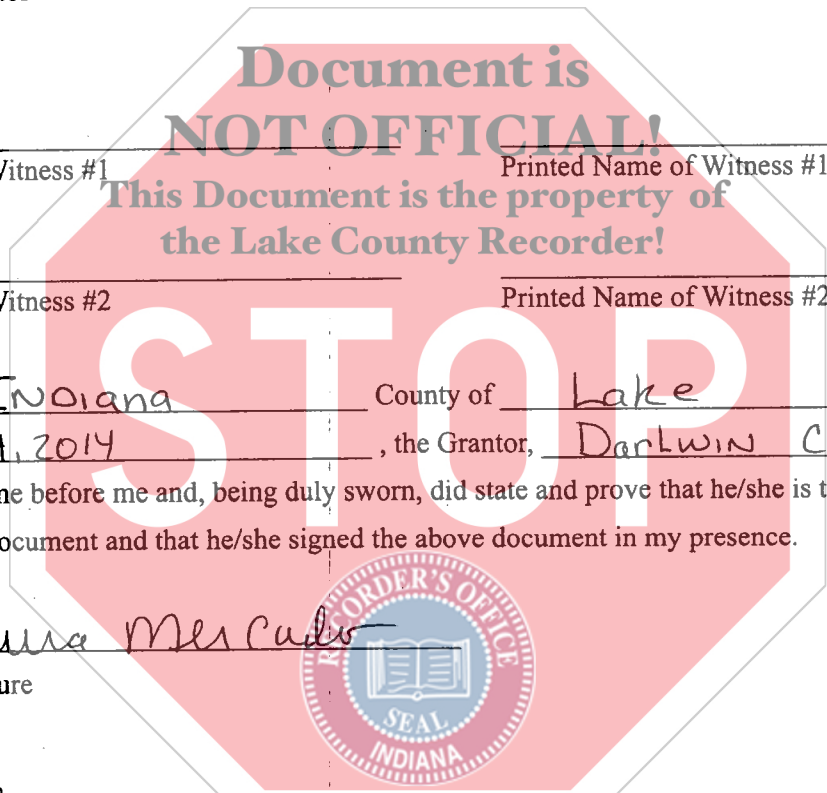 Document is
NOT OFFICIAL!
Witness #1 Printed Name of Witness #1
This Document is the property of
the Lake County Recorder!
Witness #2 Printed Name of Witness #2
STOP
INDiana County of Lake
, 2014 , the Grantor, DarLWIN C
me before me and, being duly sworn, did state and prove that he/she is t
ocument and that he/she signed the above document in my presence.
Mercado
ure
RECORDER'S OFFICE
SEAL
INDIANA